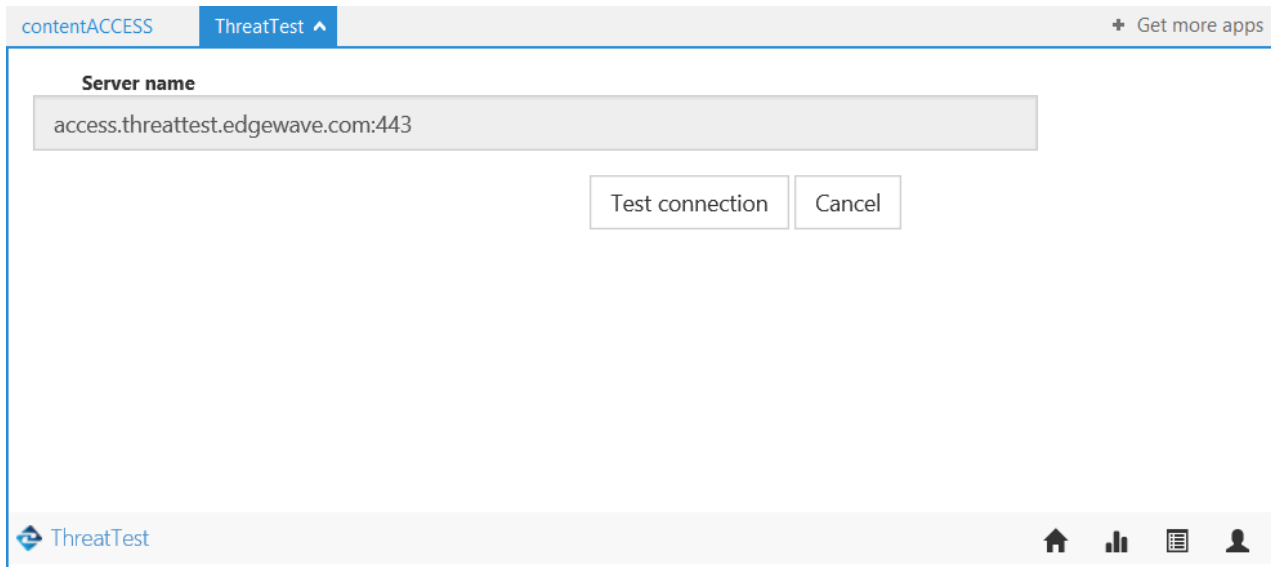 contentACCESS ThreatTest + Get more apps
Server name
access.threattest.edgewave.com:443
Test connection Cancel
ThreatTest